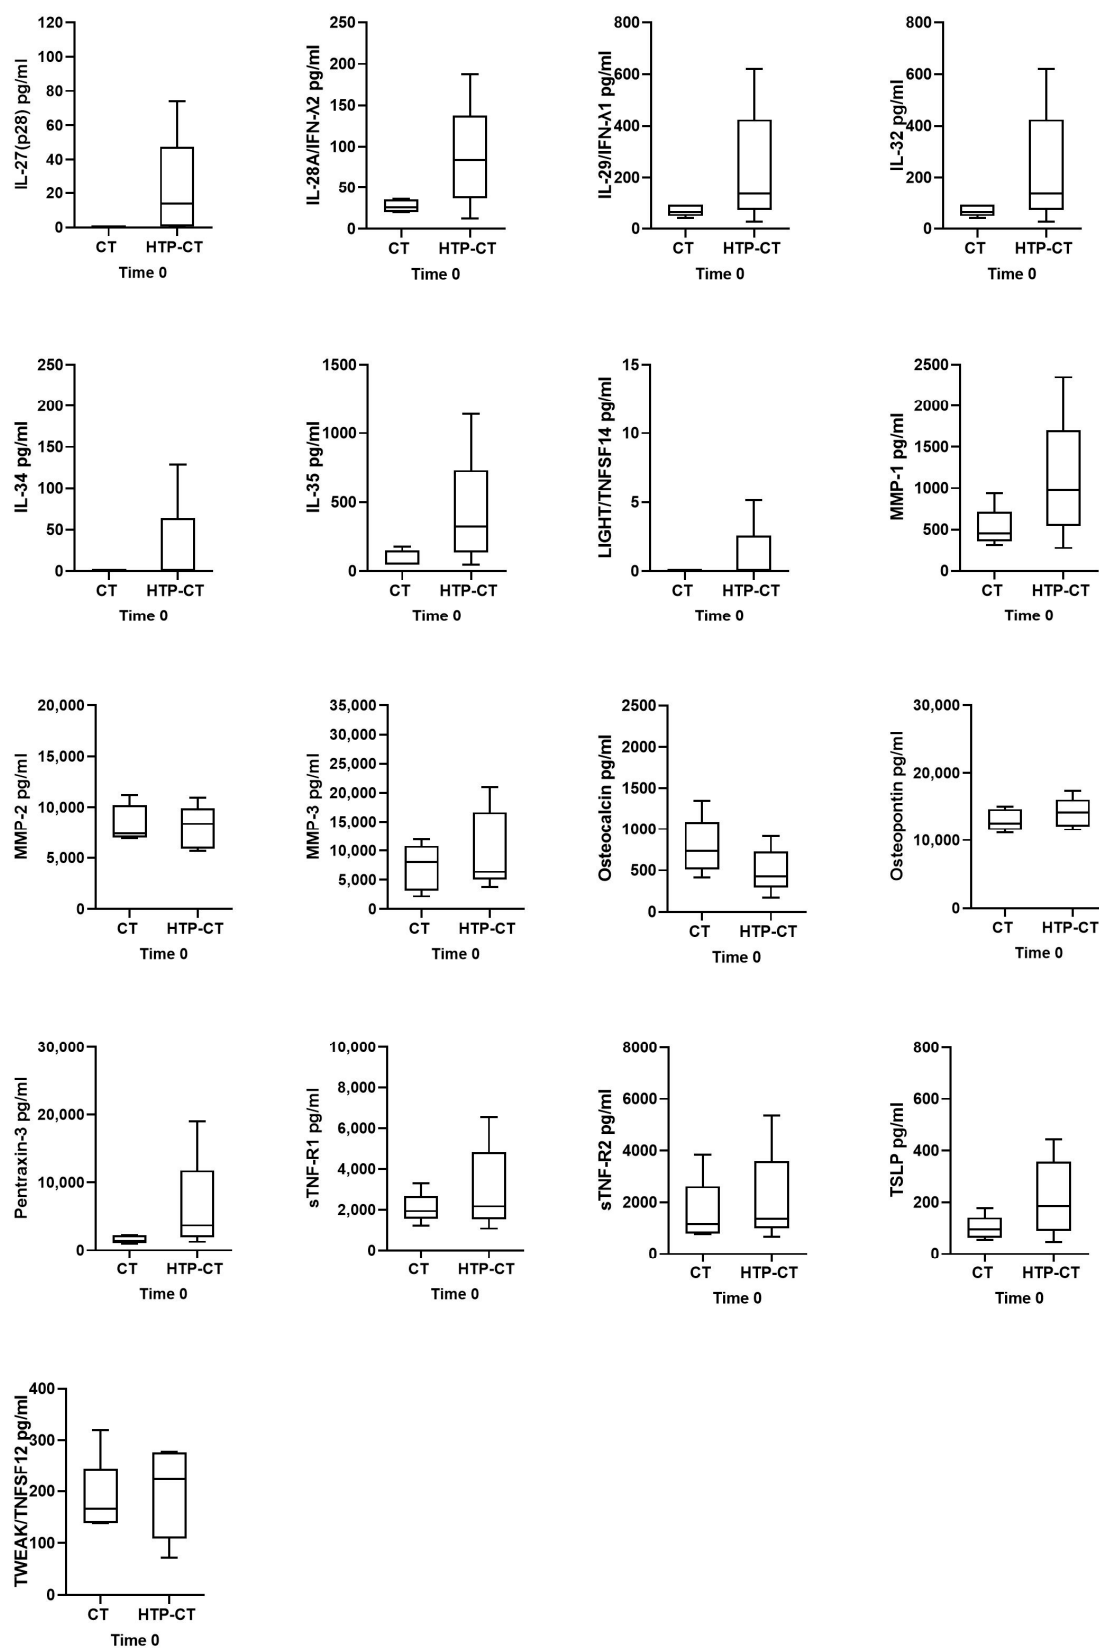 IL-27(p28) pg/ml
120
100
80
60
40
20
0
CT HTP-CT
Time 0
IL-28A/IFN-λ2 pg/ml
250
200
150
100
50
0
CT HTP-CT
Time 0
IL-29/IFN-λ1 pg/ml
800
600
400
200
0
CT HTP-CT
Time 0
IL-32 pg/ml
800
600
400
200
0
CT HTP-CT
Time 0
IL-34 pg/ml
250
200
150
100
50
0
CT HTP-CT
Time 0
IL-35 pg/ml
1500
1000
500
0
CT HTP-CT
Time 0
LIGHT/TNFSF14 pg/ml
15
10
5
0
CT HTP-CT
Time 0
MMP-1 pg/ml
2500
2000
1500
1000
500
0
CT HTP-CT
Time 0
MMP-2 pg/ml
20,000
15,000
10,000
5,000
0
CT HTP-CT
Time 0
MMP-3 pg/ml
35,000
30,000
25,000
20,000
15,000
10,000
5,000
0
CT HTP-CT
Time 0
Osteocalcin pg/ml
2500
2000
1500
1000
500
0
CT HTP-CT
Time 0
Osteopontin pg/ml
30,000
20,000
10,000
0
CT HTP-CT
Time 0
Pentraxin-3 pg/ml
30,000
20,000
10,000
0
CT HTP-CT
Time 0
sTNF-R1 pg/ml
10,000
8,000
6,000
4,000
2,000
0
CT HTP-CT
Time 0
sTNF-R2 pg/ml
8000
6000
4000
2000
0
CT HTP-CT
Time 0
TSLP pg/ml
800
600
400
200
0
CT HTP-CT
Time 0
TWEAK/TNFSF12 pg/ml
400
300
200
100
0
CT HTP-CT
Time 0